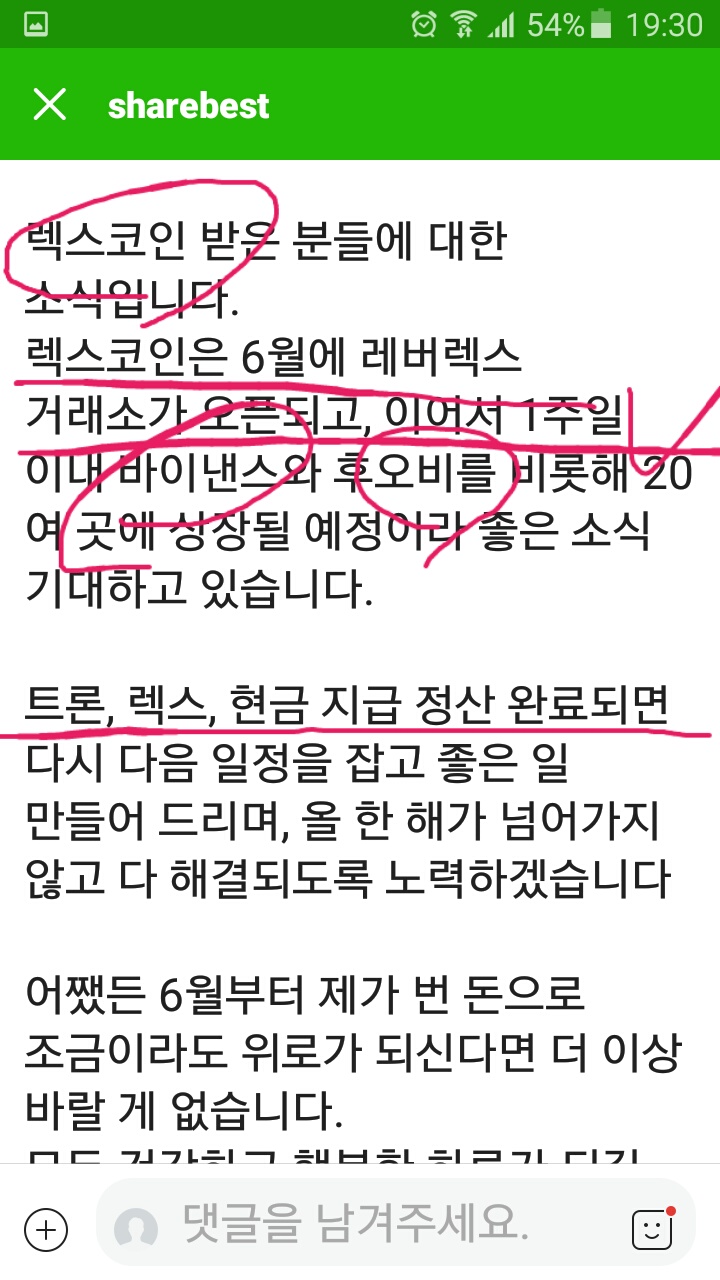 54% 19:30
sharebest
렉스코인 받은 분들에 대한
소식입니다.
렉스코인은 6월에 레버렉스
거래소가 오픈되고, 이어서 1주일
이내 바이낸스와 후오비를 비롯해 20
여 곳에 상장될 예정이라 좋은 소식
기대하고 있습니다.
트론, 렉스, 현금 지급 정산 완료되면
다시 다음 일정을 잡고 좋은 일
만들어 드리며, 올 한 해가 넘어가지
않고 다 해결되도록 노력하겠습니다
어쨌든 6월부터 제가 번 돈으로
조금이라도 위로가 되신다면 더 이상
바랄 게 없습니다.
댓글을 남겨주세요.